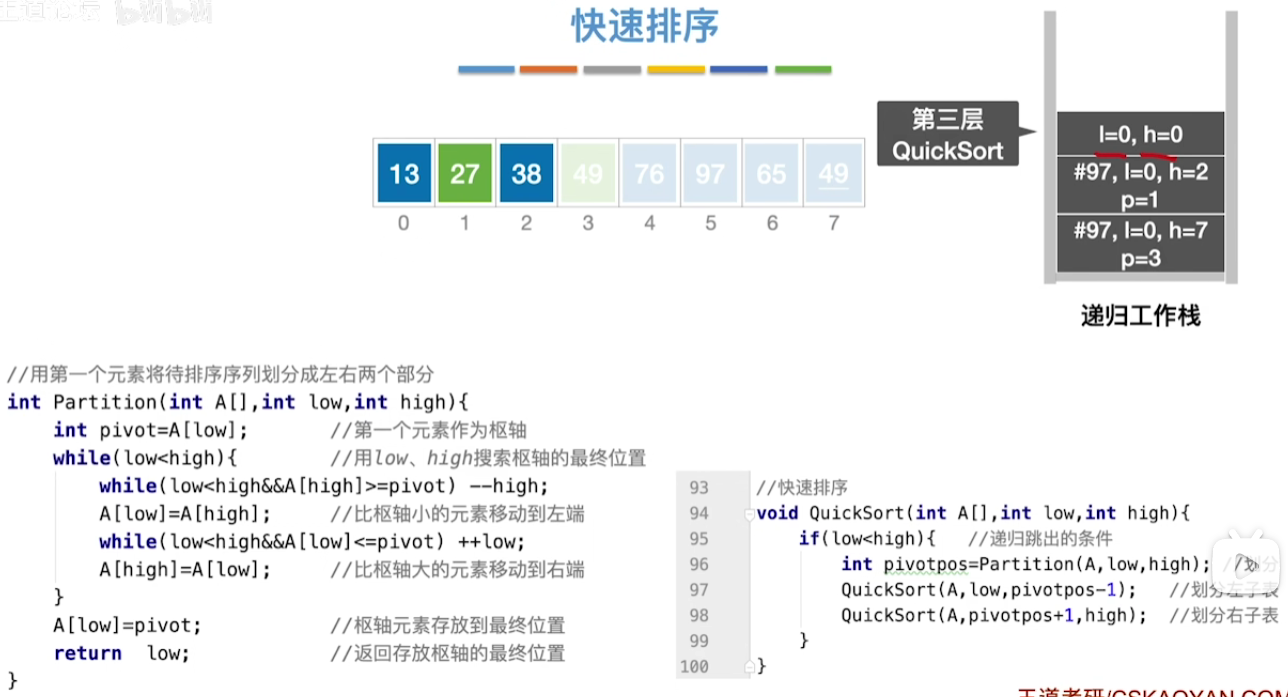 快速排序
第三层
QuickSort
l=0, h=0
#97, l=0, h=2
p=1
#97, l=0, h=7
p=3
递归工作栈
13 27 38 49 76 97 65 49
0 1 2 3 4 5 6 7
//用第一个元素将待排序序列划分成左右两个部分
int Partition(int A[],int low,int high){
int pivot=A[low]; //第一个元素作为枢轴
while(low<high){ //用low、high搜索枢轴的最终位置
while(low<high&&A[high]>=pivot) --high;
A[low]=A[high]; //比枢轴小的元素移动到左端
while(low<high&&A[low]<=pivot) ++low;
A[high]=A[low]; //比枢轴大的元素移动到右端
}
A[low]=pivot; //枢轴元素存放到最终位置
return low; //返回存放枢轴的最终位置
}
93 //快速排序
94 void QuickSort(int A[],int low,int high){
95 if(low<high){ //递归跳出的条件
96 int pivotpos=Partition(A,low,high); //划分
97 QuickSort(A,low,pivotpos-1); //划分左子表
98 QuickSort(A,pivotpos+1,high); //划分右子表
99 }
100 }
王道考研/CSKAOYAN.COM